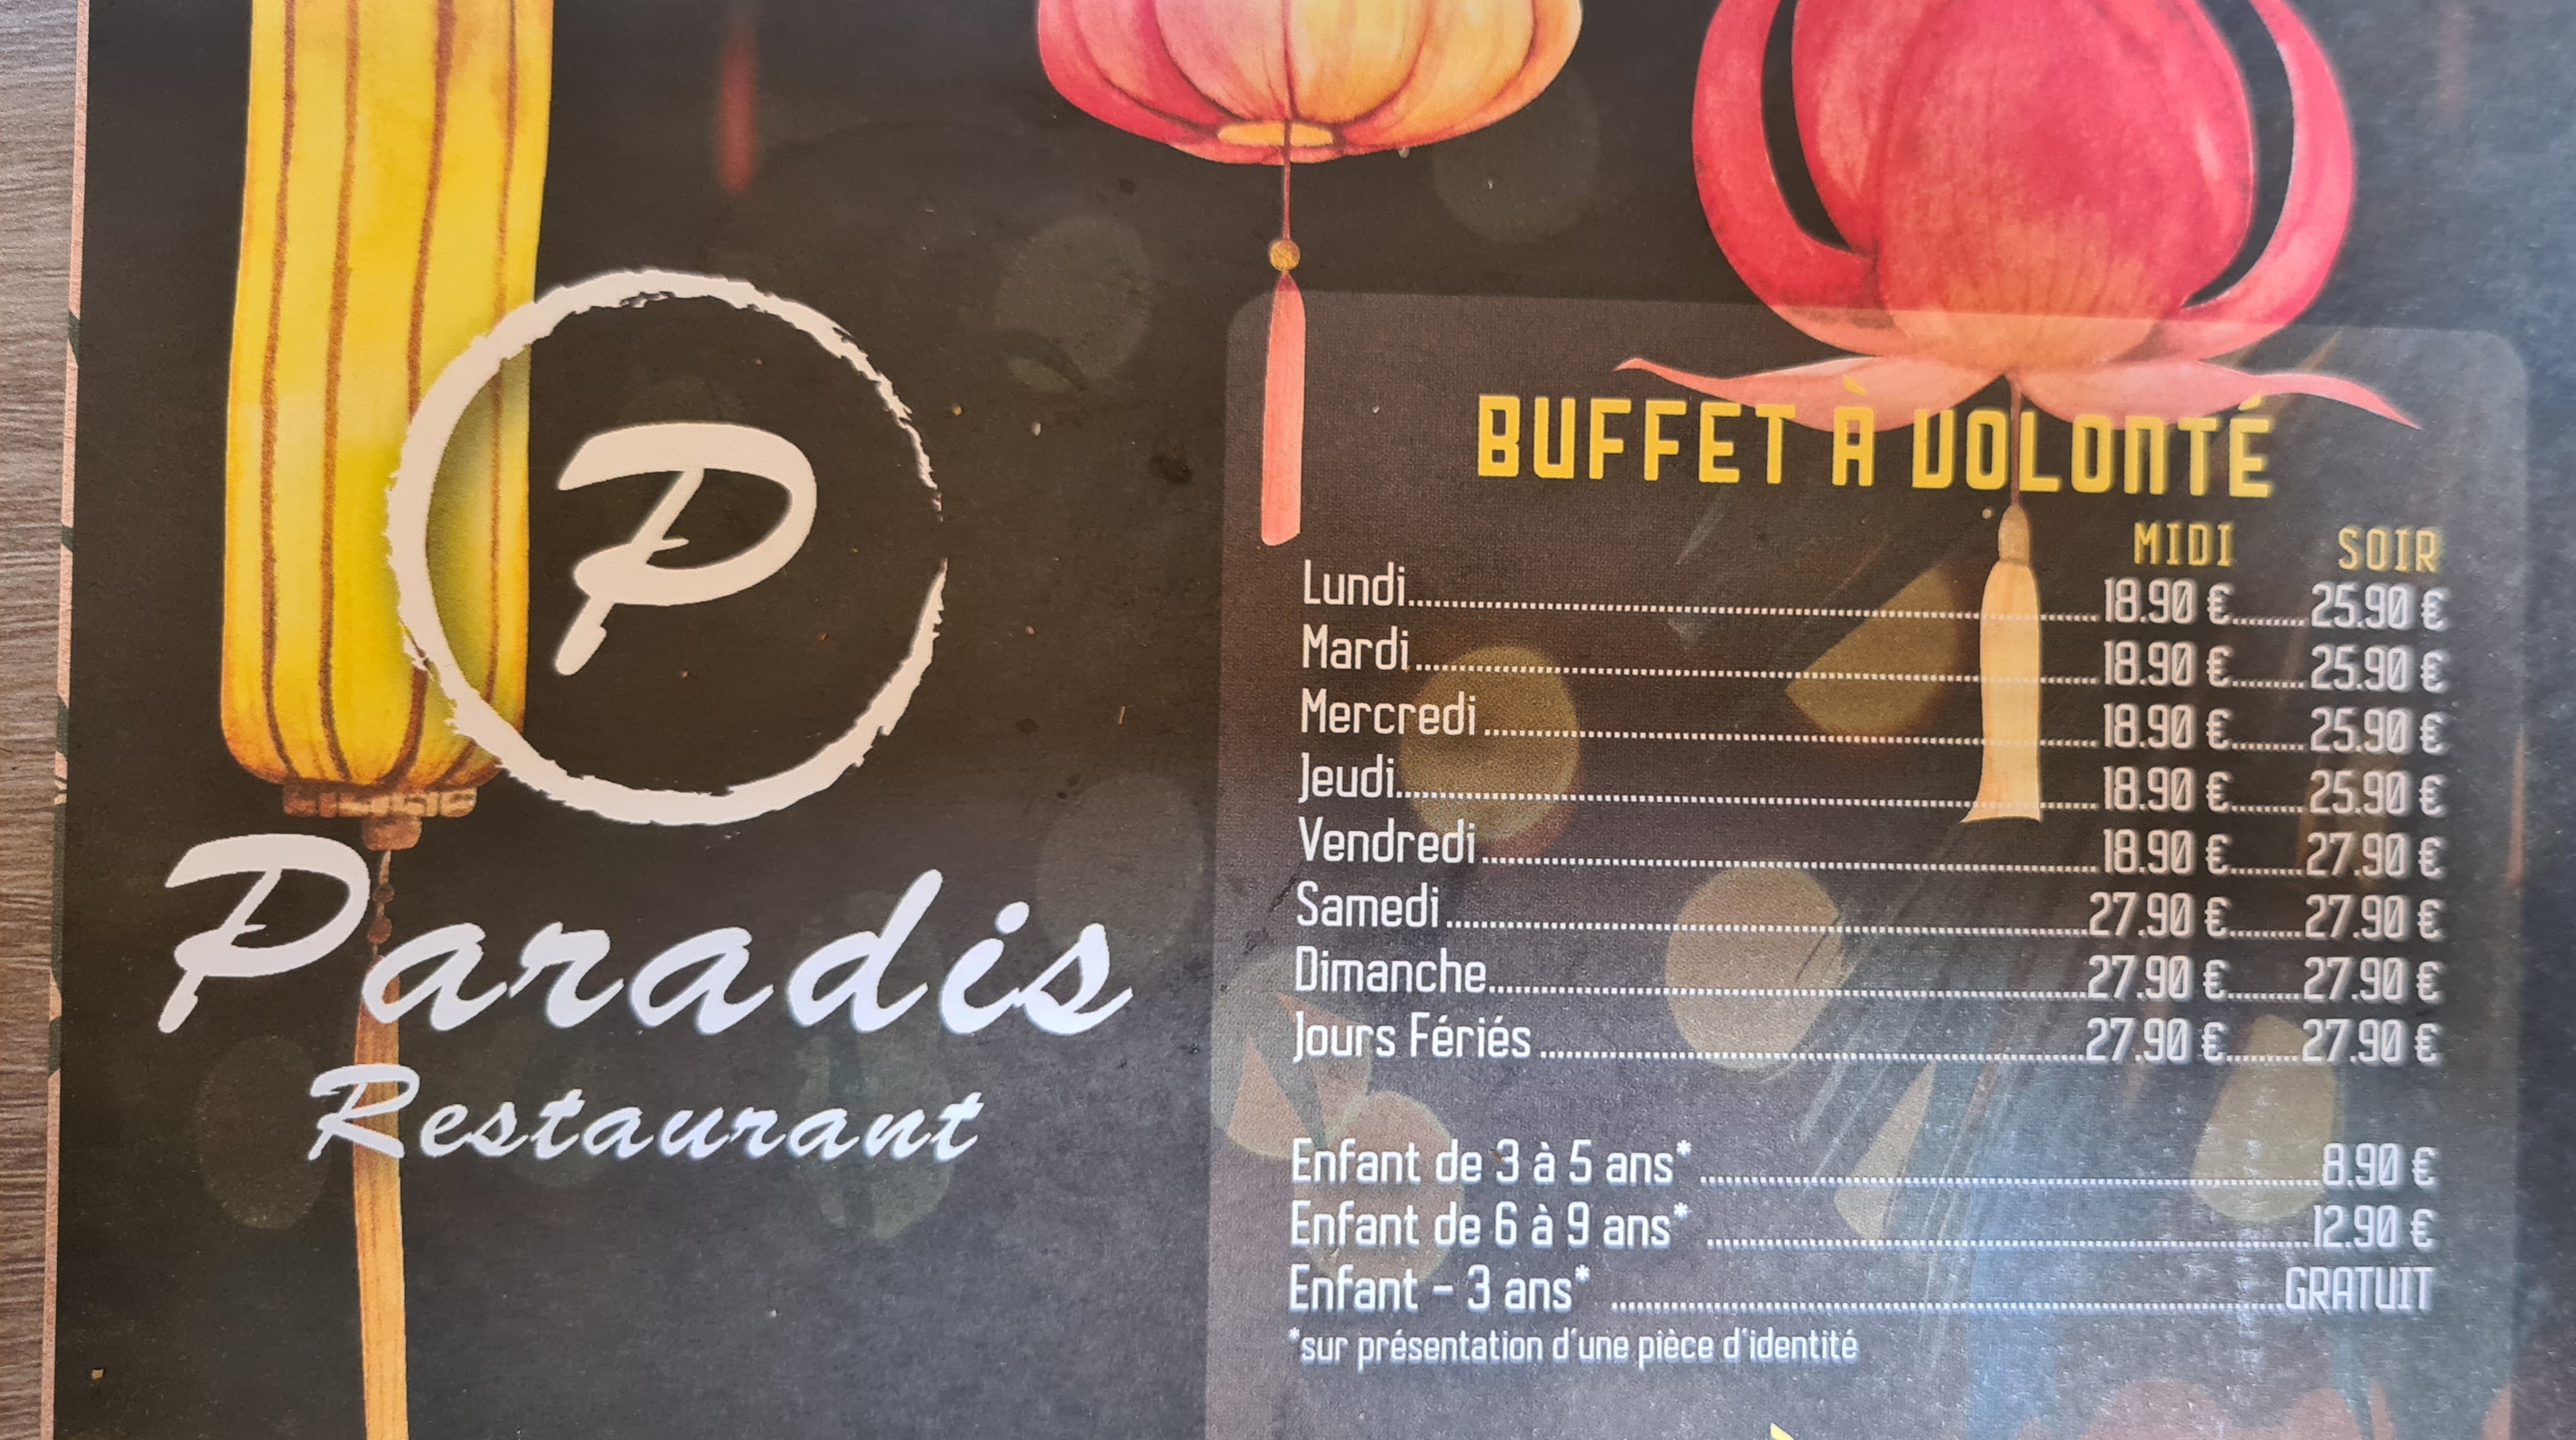 P
Paradis
Restaurant
BUFFET À VOLONTÉ
MIDI SOIR
Lundi 18.90 € 25.90 €
Mardi 18.90 € 25.90 €
Mercredi 18.90 € 25.90 €
Jeudi 18.90 € 25.90 €
Vendredi 18.90 € 27.90 €
Samedi 27.90 € 27.90 €
Dimanche 27.90 € 27.90 €
Jours Fériés 27.90 € 27.90 €
Enfant de 3 à 5 ans* 8.90 €
Enfant de 6 à 9 ans* 12.90 €
Enfant - 3 ans* GRATUIT
*sur présentation d'une pièce d'identité